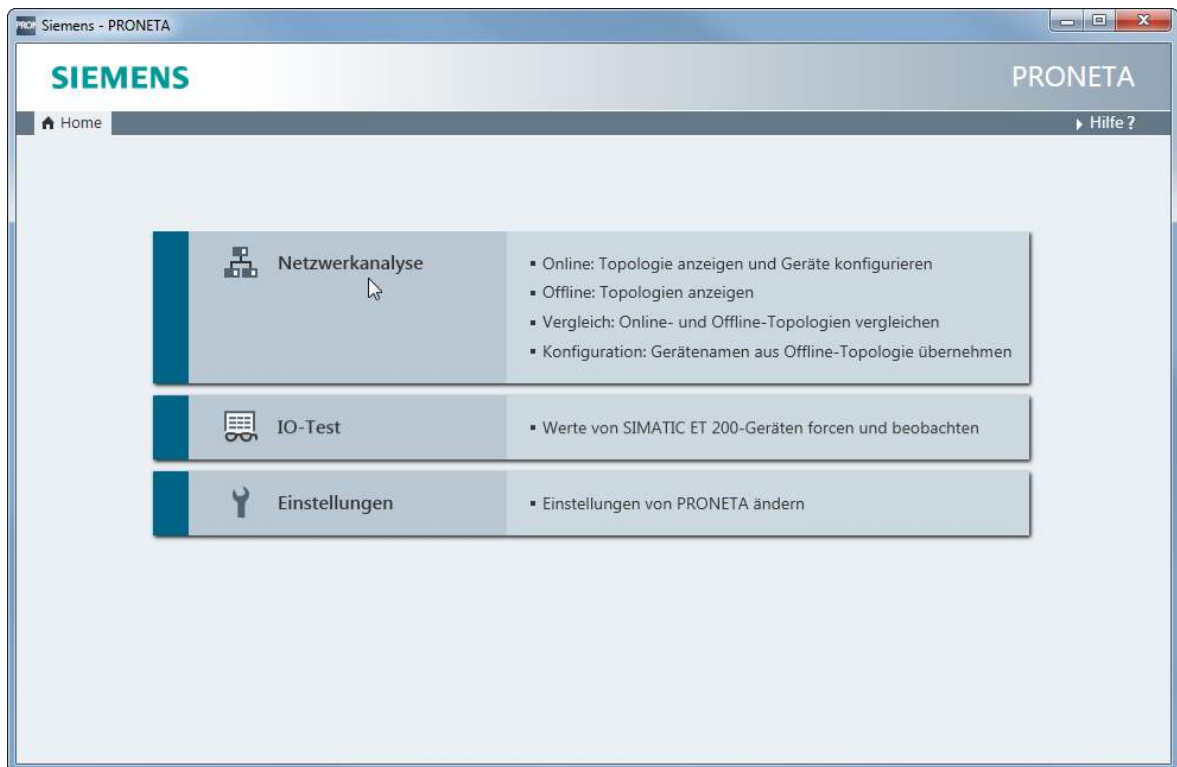 Siemens - PRONETA
SIEMENS
PRONETA
Home
Hilfe ?
Netzwerkanalyse
▪ Online: Topologie anzeigen und Geräte konfigurieren
▪ Offline: Topologien anzeigen
▪ Vergleich: Online- und Offline-Topologien vergleichen
▪ Konfiguration: Gerätenamen aus Offline-Topologie übernehmen
IO-Test
▪ Werte von SIMATIC ET 200-Geräten forcen und beobachten
Einstellungen
▪ Einstellungen von PRONETA ändern